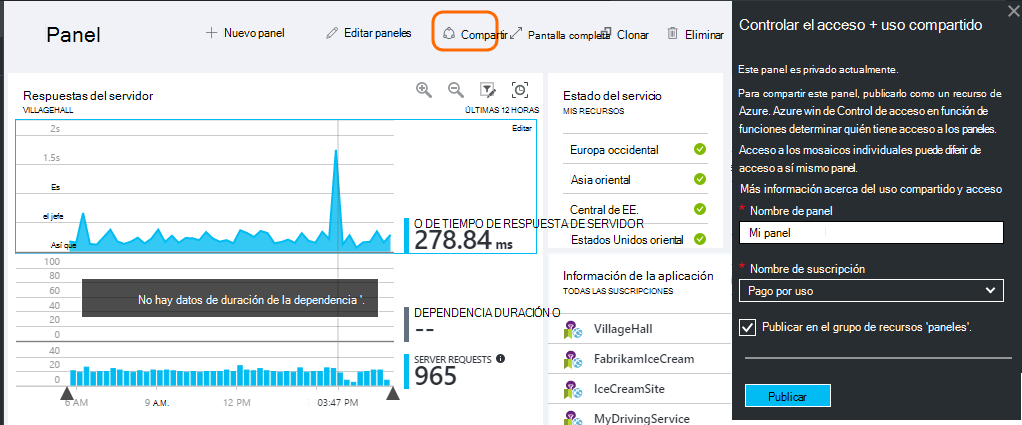 Panel
Nuevo panel
Editar paneles
Compartir
Pantalla completa
Clonar
Eliminar
Respuestas del servidor
VILLAGEHALL
ÚLTIMAS 12 HORAS
Editar
2s
1.5s
Es
el jefe
Así que
O DE TIEMPO DE RESPUESTA DE SERVIDOR
278.84 ms
100
80
60
40
20
0
No hay datos de duración de la dependencia '.
DEPENDENCIA DURACIÓN O
--
40
20
0
SERVER REQUESTS
965
6 AM
9 A.M.
12 PM
03:47 PM
Estado del servicio
MIS RECURSOS
Europa occidental
Asia oriental
Central de EE.
Estados Unidos oriental
Información de la aplicación
TODAS LAS SUSCRIPCIONES
VillageHall
FabrikamIceCream
IceCreamSite
MyDrivingService
Controlar el acceso + uso compartido
Este panel es privado actualmente.
Para compartir este panel, publicarlo como un recurso de
Azure. Azure win de Control de acceso en función de
funciones determinar quién tiene acceso a los paneles.
Acceso a los mosaicos individuales puede diferir de
acceso a sí mismo panel.
Más información acerca del uso compartido y acceso
* Nombre de panel
Mi panel
* Nombre de suscripción
Pago por uso
Publicar en el grupo de recursos 'paneles'.
Publicar